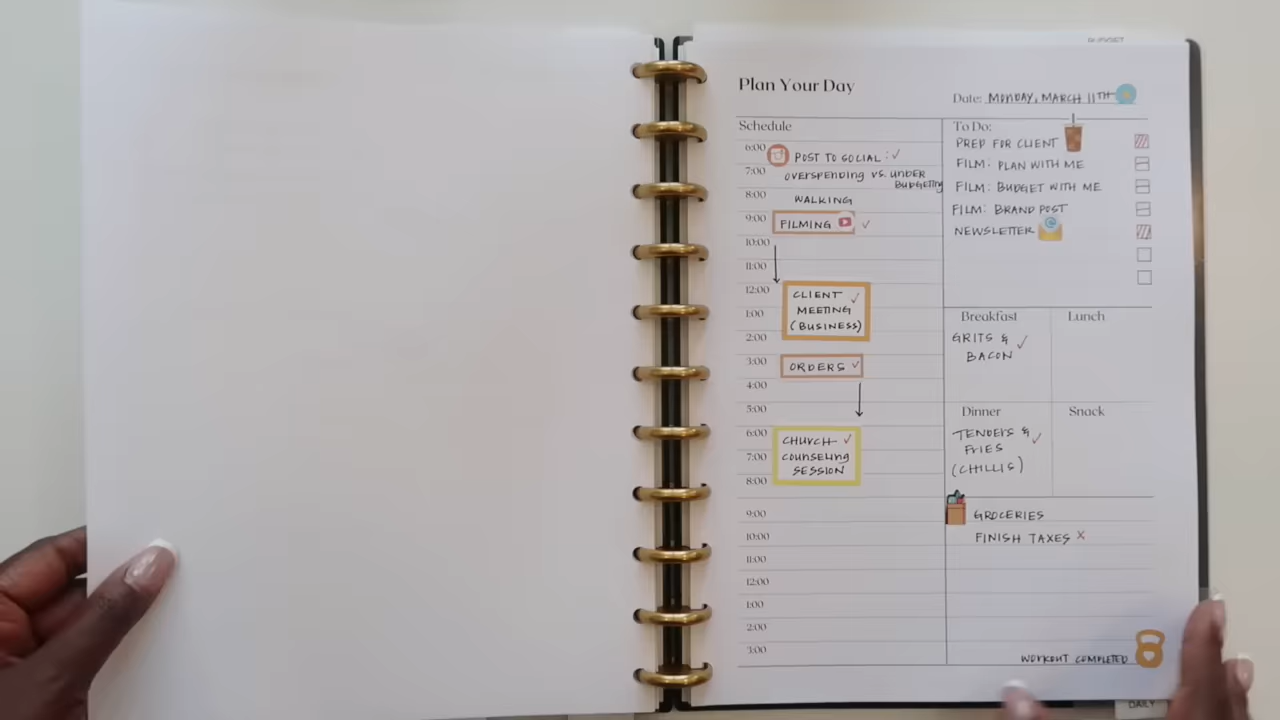 BUDGET
Plan Your Day
Date: MONDAY, MARCH 11TH
Schedule
6:00
POST TO SOCIAL: ✓
7:00
overspending vs. under
Budgeting
8:00
WALKING
9:00
FILMING ✓
10:00
11:00
12:00
CLIENT ✓
1:00
MEETING
(BUSINESS)
2:00
3:00
ORDERS ✓
4:00
5:00
6:00
CHURCH ✓
7:00
counseling
SESSION
8:00
9:00
10:00
11:00
12:00
1:00
2:00
3:00
To Do:
PREP FOR CLIENT
FILM: PLAN WITH ME
FILM: BUDGET WITH ME
FILM: BRAND POST
NEWSLETTER
Breakfast
GRITS & ✓
BACON
Lunch
Dinner
TENDERS & ✓
FRIES
(CHILLIS)
Snack
GROCERIES
FINISH TAXES X
WORKOUT COMPLETED
DAILY